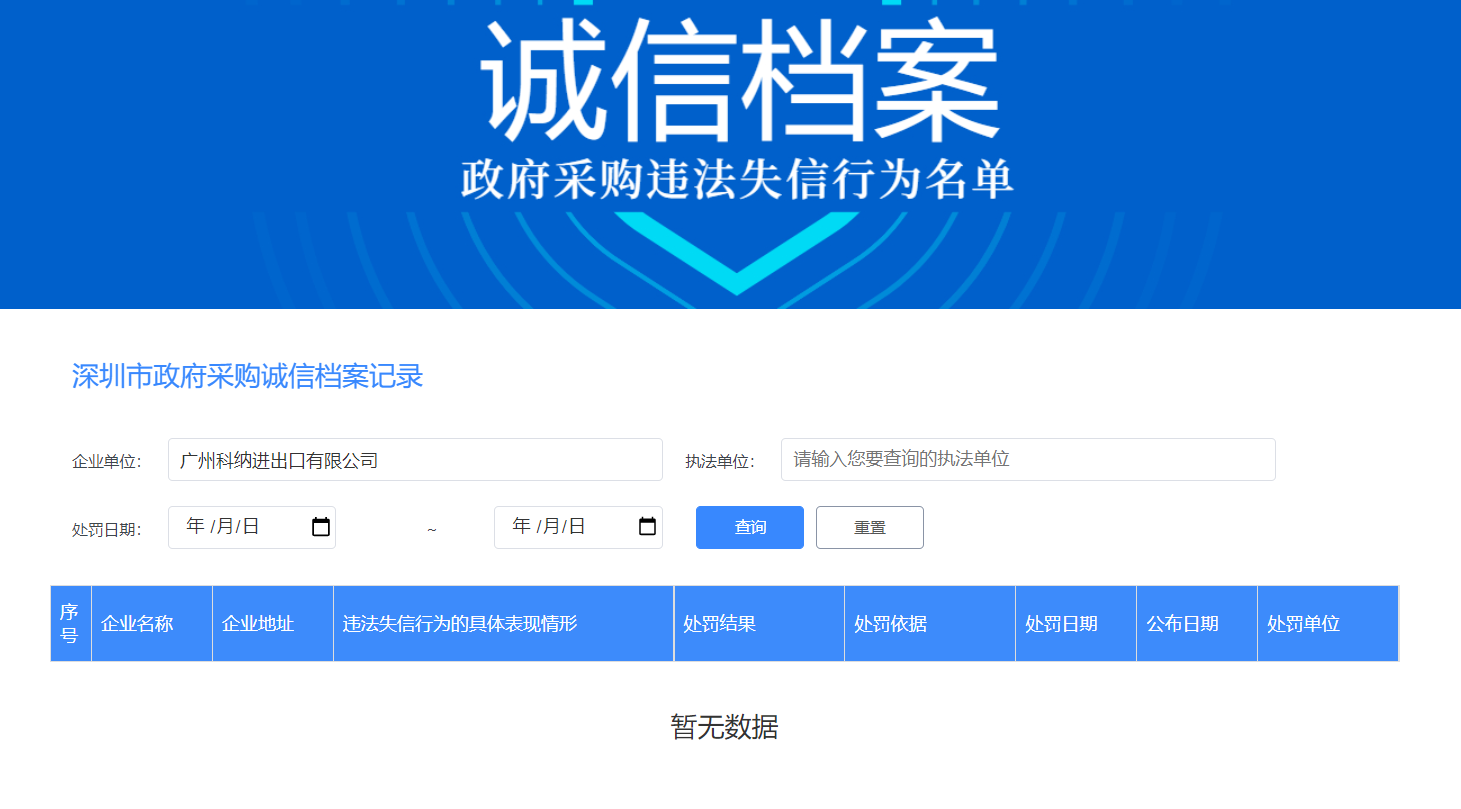 诚信档案
政府采购违法失信行为名单
深圳市政府采购诚信档案记录
企业单位: 广州科纳进出口有限公司 执法单位: 请输入您要查询的执法单位
处罚日期: 年 /月/日 ~ 年 /月/日 查询 重置
序号 企业名称 企业地址 违法失信行为的具体表现情形 处罚结果 处罚依据 处罚日期 公布日期 处罚单位
暂无数据